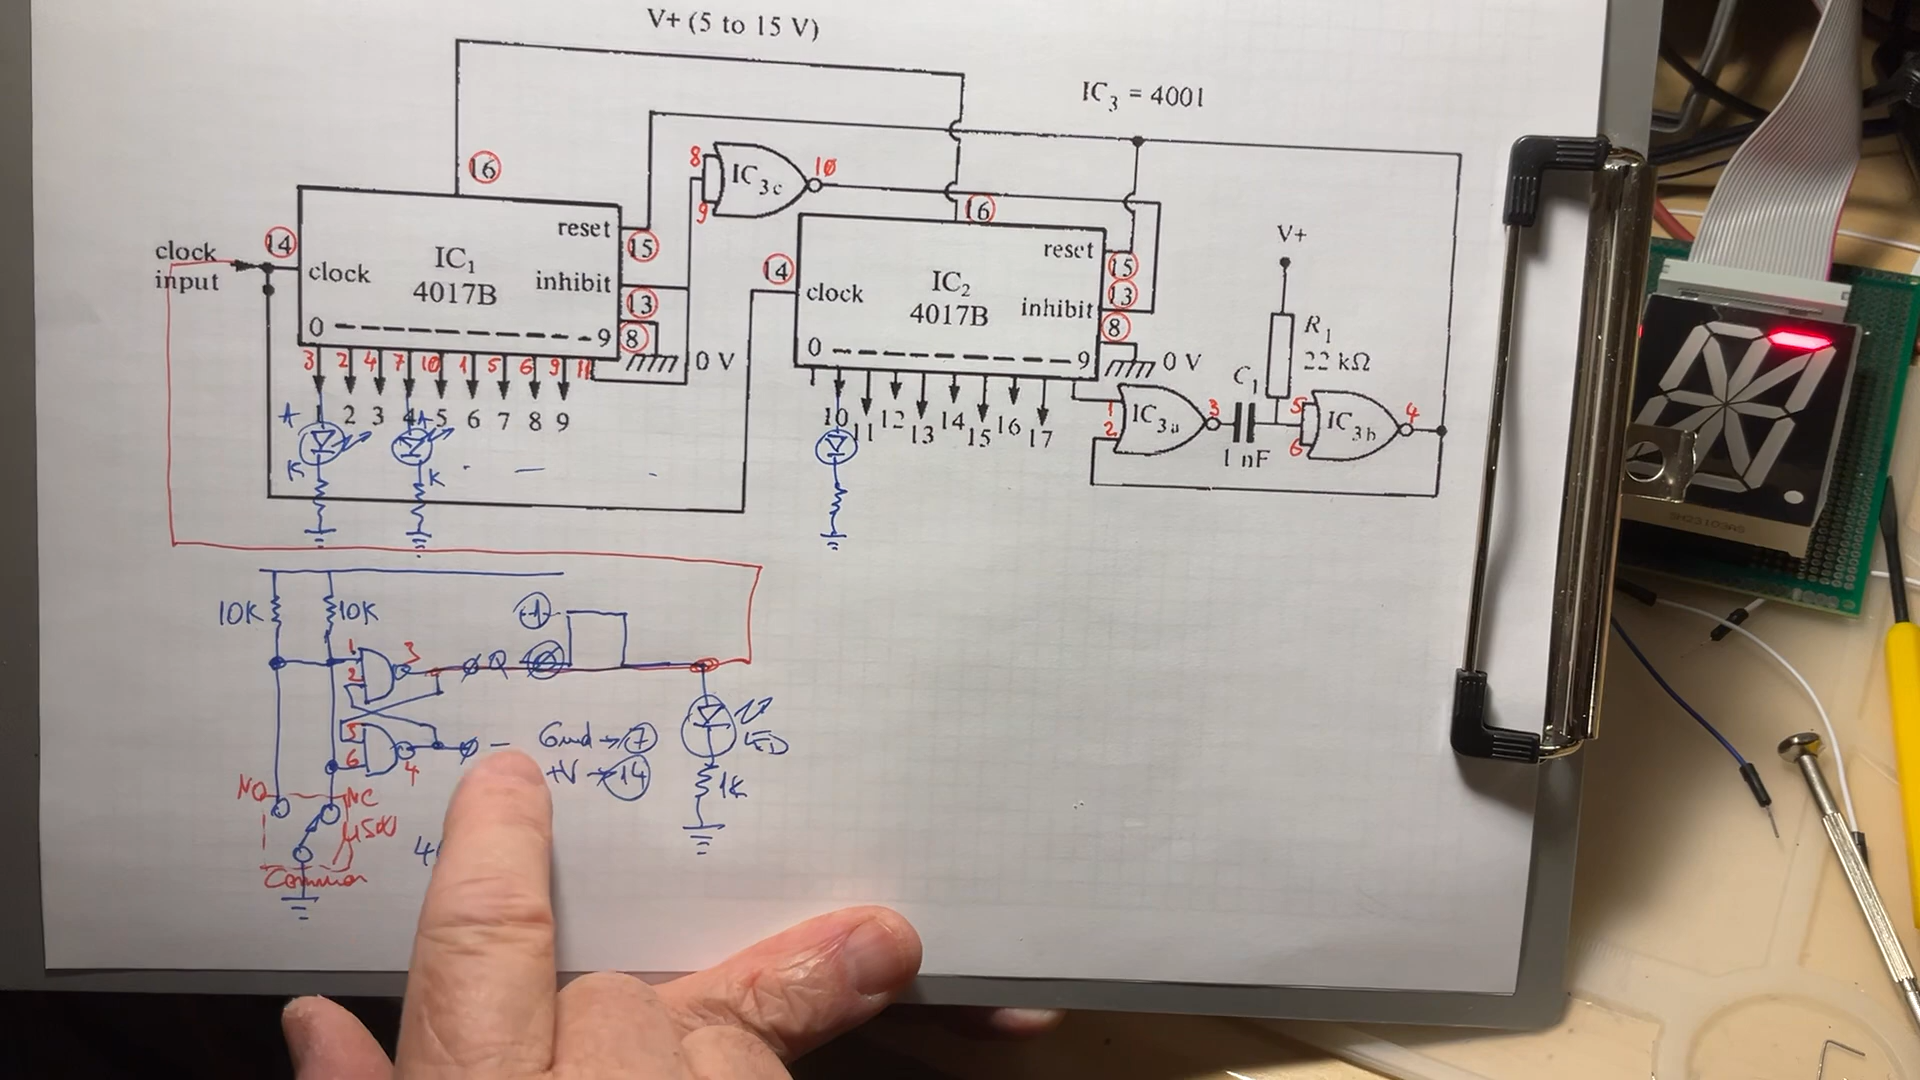 V+ (5 to 15 V)
IC3 = 4001
16
8
IC3c
10
9
16
reset
15
clock
input
14
clock
IC1
4017B
inhibit
13
0
9
8
0 V
14
clock
IC2
4017B
reset
15
inhibit
13
0
9
8
0 V
V+
R1
22 kΩ
C1
1 nF
3 2 4 7 10 1 5 6 9 11
1 2 3 4 5 6 7 8 9
A
A
K
K
10 11 12 13 14 15 16 17
1
2
IC3a
3
5
6
IC3b
4
10K
10K
1
2
3
Q
5
6
4
Gnd → 7
+V → 14
LED
1K
NO
NC
Common
SM23103AS